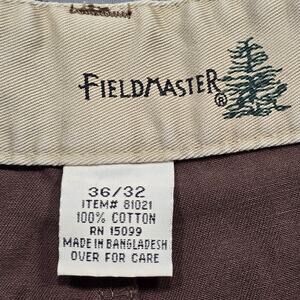 FIELDMASTER®
36/32
ITEM# 81021
100% COTTON
RN 15099
MADE IN BANGLADESH
OVER FOR CARE